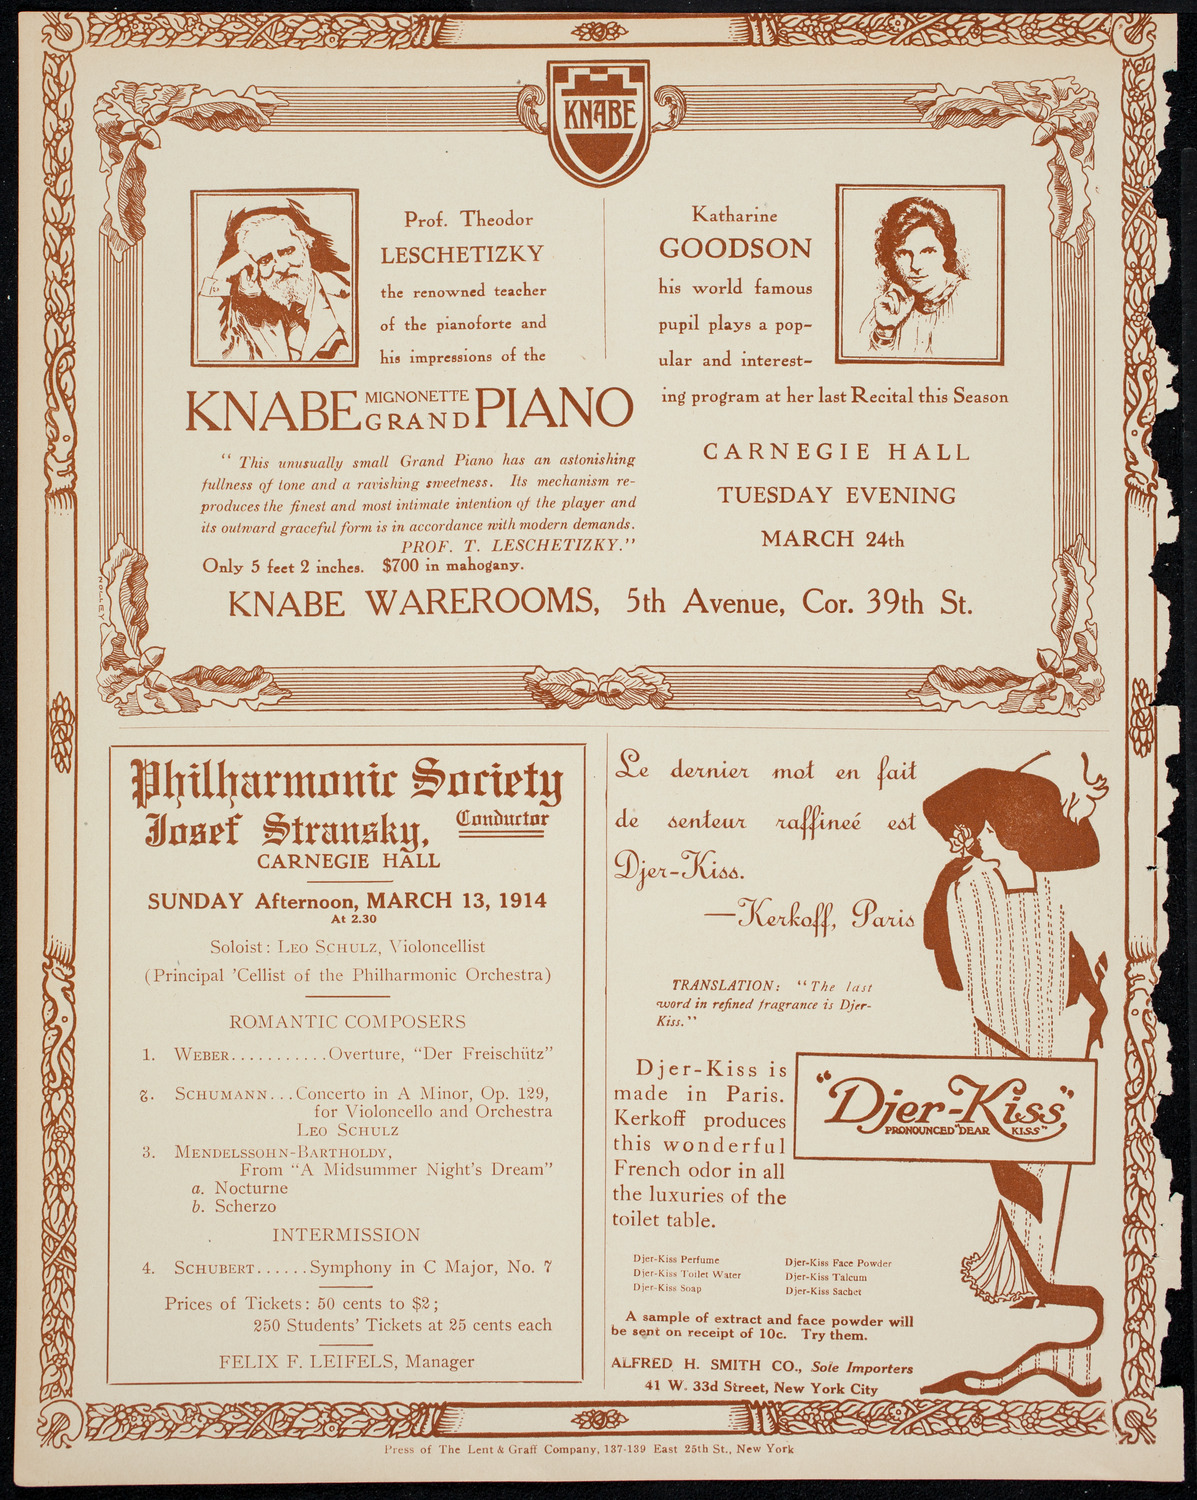 KNABE
Prof. Theodor
LESCHETIZKY
the renowned teacher
of the pianoforte and
his impressions of the
KNABE MIGNONETTE GRAND PIANO
“ This unusually small Grand Piano has an astonishing
fullness of tone and a ravishing sweetness. Its mechanism re-
produces the finest and most intimate intention of the player and
its outward graceful form is in accordance with modern demands.
PROF. T. LESCHETIZKY.”
Only 5 feet 2 inches. $700 in mahogany.
Katharine
GOODSON
his world famous
pupil plays a pop-
ular and interest-
ing program at her last Recital this Season
CARNEGIE HALL
TUESDAY EVENING
MARCH 24th
KNABE WAREROOMS, 5th Avenue, Cor. 39th St.
NOLLEY
Philharmonic Society
Josef Stransky, Conductor
CARNEGIE HALL
SUNDAY Afternoon, MARCH 13, 1914
At 2.30
Soloist: LEO SCHULZ, Violoncellist
(Principal 'Cellist of the Philharmonic Orchestra)
ROMANTIC COMPOSERS
1. WEBER...........Overture, “Der Freischütz”
2. SCHUMANN...Concerto in A Minor, Op. 129,
for Violoncello and Orchestra
LEO SCHULZ
3. MENDELSSOHN-BARTHOLDY,
From “A Midsummer Night's Dream”
a. Nocturne
b. Scherzo
INTERMISSION
4. SCHUBERT......Symphony in C Major, No. 7
Prices of Tickets: 50 cents to $2;
250 Students' Tickets at 25 cents each
FELIX F. LEIFELS, Manager
Le dernier mot en fait
de senteur raffineé est
Djer-Kiss.
—Kerkoff, Paris
TRANSLATION: “The last
word in refined fragrance is Djer-
Kiss.”
Djer-Kiss is
made in Paris.
Kerkoff produces
this wonderful
French odor in all
the luxuries of the
toilet table.
“Djer-Kiss”
PRONOUNCED “DEAR KISS”
Djer-Kiss Perfume
Djer-Kiss Toilet Water
Djer-Kiss Soap
Djer-Kiss Face Powder
Djer-Kiss Talcum
Djer-Kiss Sachet
A sample of extract and face powder will
be sent on receipt of 10c. Try them.
ALFRED H. SMITH CO., Sole Importers
41 W. 33d Street, New York City
Press of The Lent & Graff Company, 137-139 East 25th St., New York